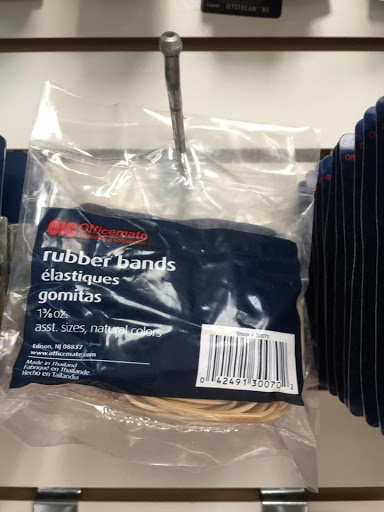 OIC Officemate
rubber bands
élastiques
gomitas
1⅜ oz.
asst. sizes, natural colors
Edison, NJ 08837
www.officemate.com
Made in Thailand
Fabriqué en Thaïlande
Hecho en Tailandia
0 42491 30070 2